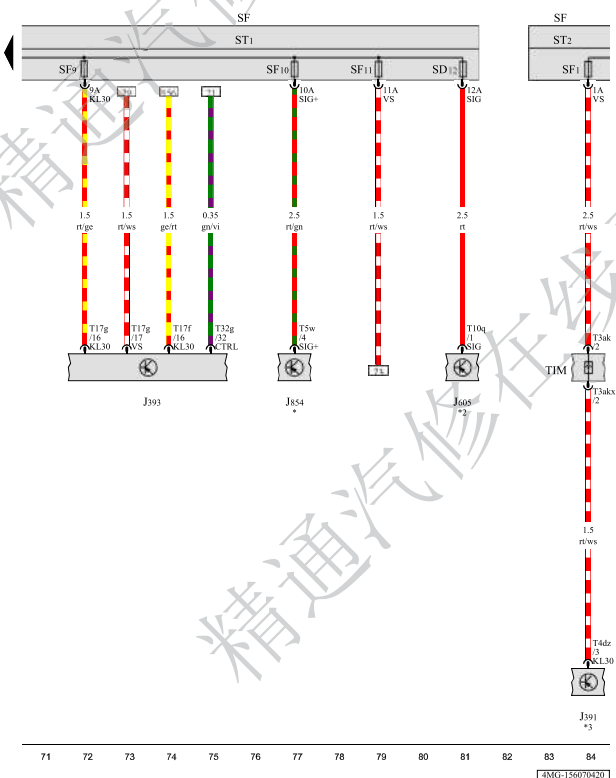 SF SF
ST1 ST2
SF9 SF10 SF11 SD12 SF1
9A 10A 11A 12A 1A
KL30 SIG+ VS SIG VS
1.5 1.5 1.5 0.35 2.5 1.5 2.5 2.5
rt/ge rt/ws ge/rt gn/vi rt/gn rt/ws rt rt/ws
T17g T17g T17f T32g T5w T10q T3ak
/16 /17 /16 /32 /4 /1 /2
KL30 VS KL30 CTRL SIG+ SIG
TIM
T3akx
/2
J393 J854 J605
* *2
1.5
rt/ws
T4dz
/3
KL30
J391
*3
71 72 73 74 75 76 77 78 79 80 81 82 83 84
4MG-156070420
精通汽修在线
精通汽修在线